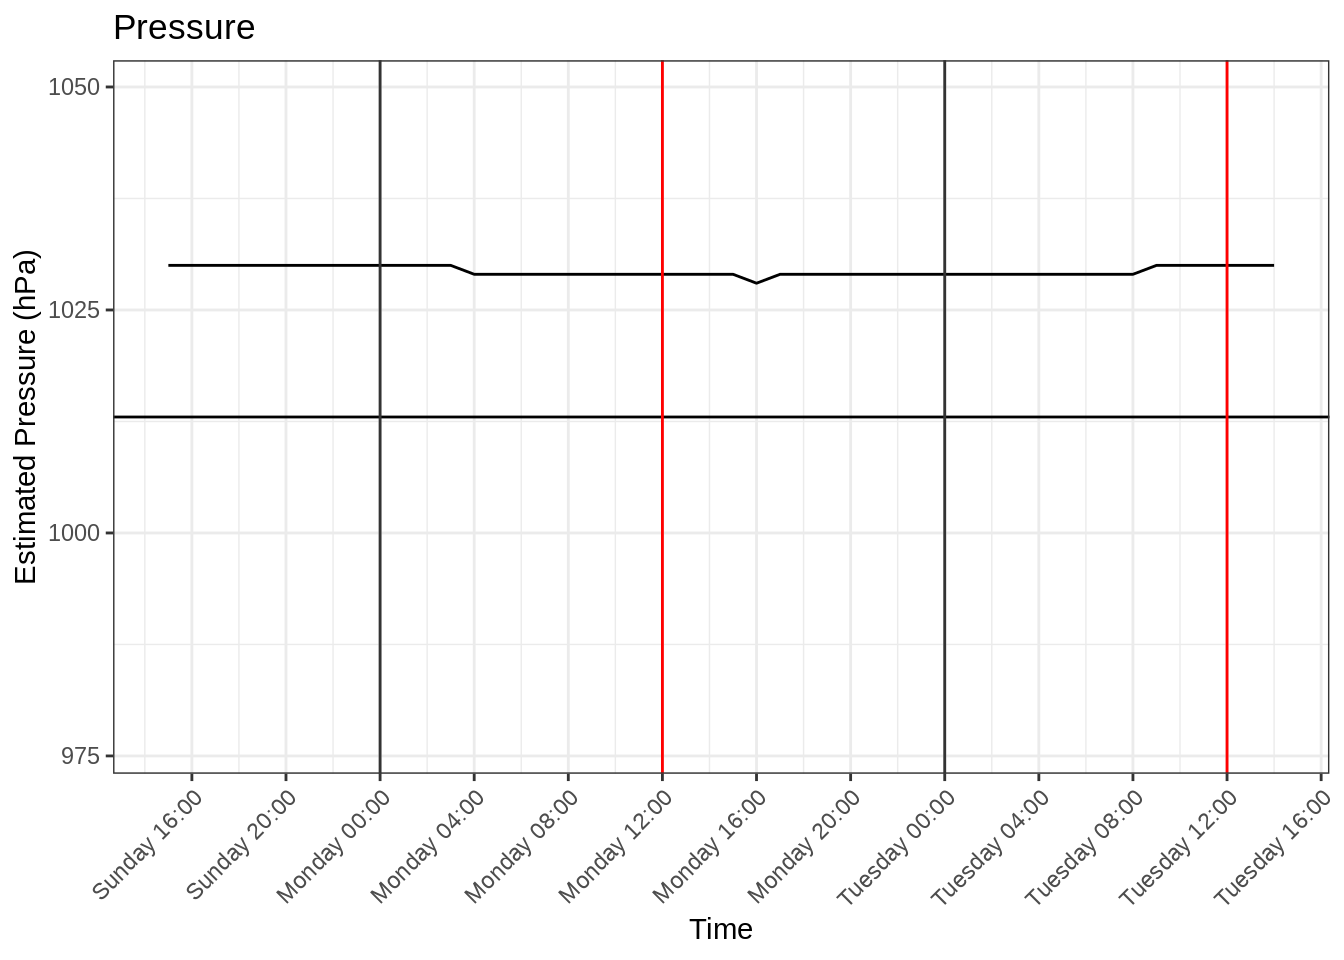 Pressure
Estimated Pressure (hPa)
1050
1025
1000
975
Sunday 16:00
Sunday 20:00
Monday 00:00
Monday 04:00
Monday 08:00
Monday 12:00
Monday 16:00
Monday 20:00
Tuesday 00:00
Tuesday 04:00
Tuesday 08:00
Tuesday 12:00
Tuesday 16:00
Time